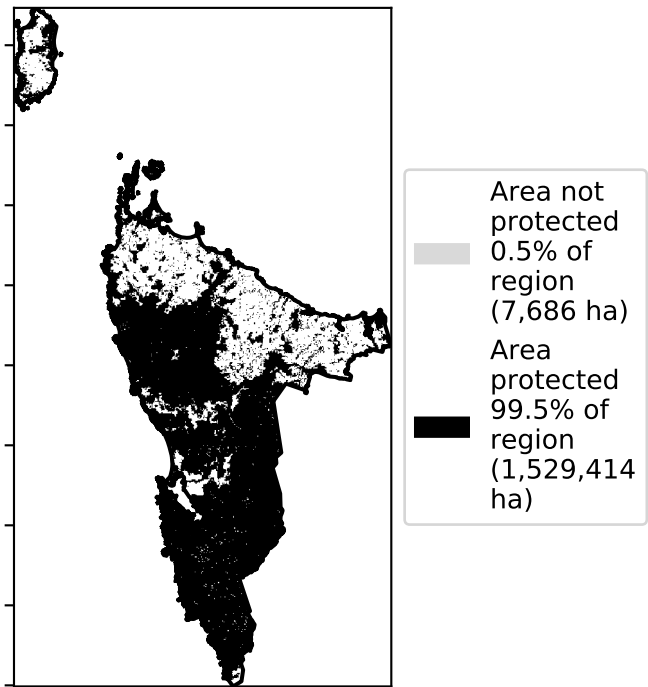 Area not
protected
0.5% of
region
(7,686 ha)
Area
protected
99.5% of
region
(1,529,414
ha)